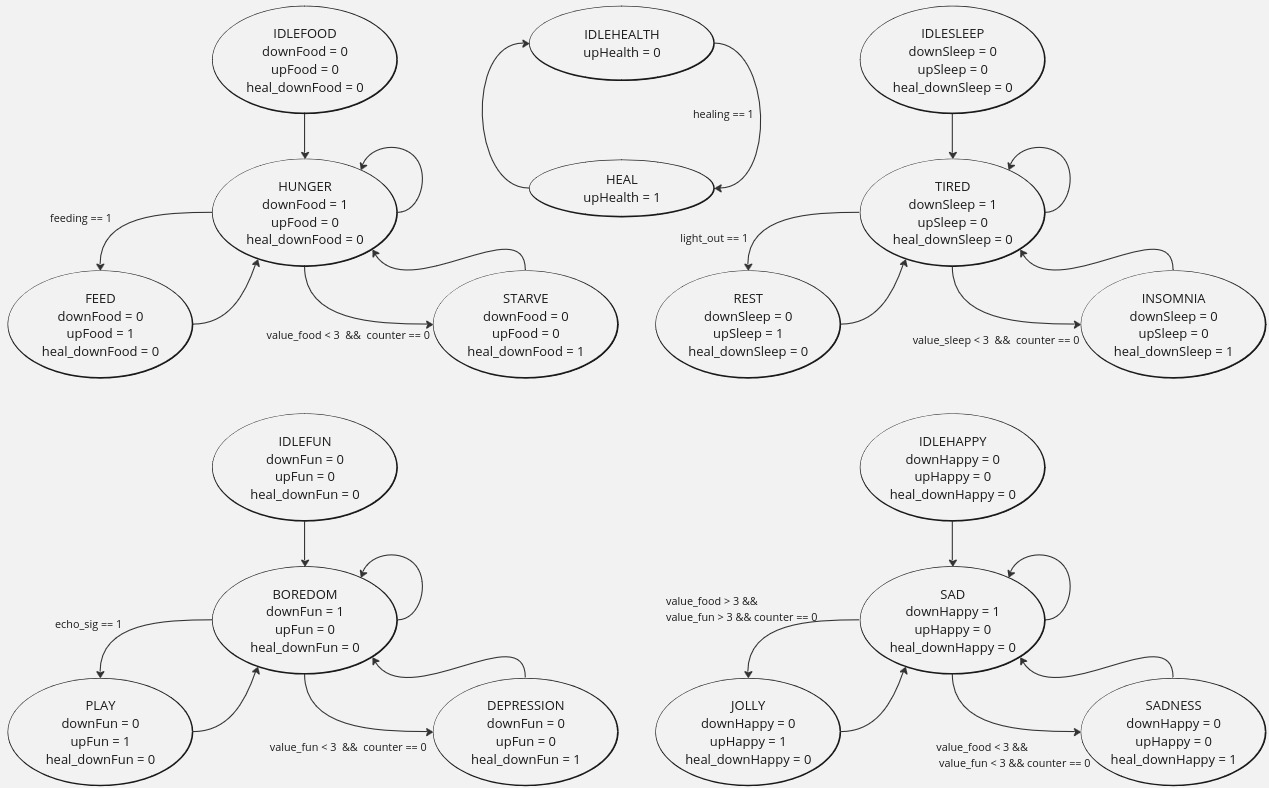 IDLEFOOD
downFood = 0
upFood = 0
heal_downFood = 0
IDLEHEALTH
upHealth = 0
IDLESLEEP
downSleep = 0
upSleep = 0
heal_downSleep = 0
healing == 1
HEAL
upHealth = 1
HUNGER
downFood = 1
upFood = 0
heal_downFood = 0
feeding == 1
FEED
downFood = 0
upFood = 1
heal_downFood = 0
value_food < 3 && counter == 0
STARVE
downFood = 0
upFood = 0
heal_downFood = 1
TIRED
downSleep = 1
upSleep = 0
heal_downSleep = 0
light_out == 1
REST
downSleep = 0
upSleep = 1
heal_downSleep = 0
value_sleep < 3 && counter == 0
INSOMNIA
downSleep = 0
upSleep = 0
heal_downSleep = 1
IDLEFUN
downFun = 0
upFun = 0
heal_downFun = 0
BOREDOM
downFun = 1
upFun = 0
heal_downFun = 0
echo_sig == 1
PLAY
downFun = 0
upFun = 1
heal_downFun = 0
value_fun < 3 && counter == 0
DEPRESSION
downFun = 0
upFun = 0
heal_downFun = 1
IDLEHAPPY
downHappy = 0
upHappy = 0
heal_downHappy = 0
SAD
downHappy = 1
upHappy = 0
heal_downHappy = 0
value_food > 3 &&
value_fun > 3 && counter == 0
JOLLY
downHappy = 0
upHappy = 1
heal_downHappy = 0
value_food < 3 &&
value_fun < 3 && counter == 0
SADNESS
downHappy = 0
upHappy = 0
heal_downHappy = 1